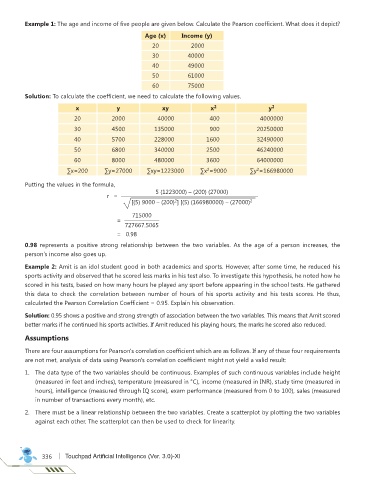 Example 1: The age and income of five people are given below. Calculate the Pearson coefficient. What does it depict?
Age (x) Income (y)
20 2000
30 40000
40 49000
50 61000
60 75000
Solution: To calculate the coefficient, we need to calculate the following values.
x y xy x² y²
20 2000 40000 400 4000000
30 4500 135000 900 20250000
40 5700 228000 1600 32490000
50 6800 340000 2500 46240000
60 8000 480000 3600 64000000
∑x=200 ∑y=27000 ∑xy=1223000 ∑x²=9000 ∑y²=166980000
Putting the values in the formula,
5 (1223000) – (200) (27000)
r =
√[(5) 9000 – (200)²] [(5) (166980000) – (27000)²
715000
=
727667.5065
= 0.98
0.98 represents a positive strong relationship between the two variables. As the age of a person increases, the
person's income also goes up.
Example 2: Amit is an idol student good in both academics and sports. However, after some time, he reduced his
sports activity and observed that he scored less marks in his test also. To investigate this hypothesis, he noted how he
scored in his tests, based on how many hours he played any sport before appearing in the school tests. He gathered
this data to check the correlation between number of hours of his sports activity and his tests scores. He thus,
calculated the Pearson Correlation Coefficient = 0.95. Explain this observation.
Solution: 0.95 shows a positive and strong strength of association between the two variables. This means that Amit scored
better marks if he continued his sports activities. If Amit reduced his playing hours, the marks he scored also reduced.
Assumptions
There are four assumptions for Pearson's correlation coefficient which are as follows. If any of these four requirements
are not met, analysis of data using Pearson's correlation coefficient might not yield a valid result:
1. The data type of the two variables should be continuous. Examples of such continuous variables include height
(measured in feet and inches), temperature (measured in °C), income (measured in INR), study time (measured in
hours), intelligence (measured through IQ score), exam performance (measured from 0 to 100), sales (measured
in number of transactions every month), etc.
2. There must be a linear relationship between the two variables. Create a scatterplot by plotting the two variables
against each other. The scatterplot can then be used to check for linearity.
336 | Touchpad Artificial Intelligence (Ver. 3.0)-XI